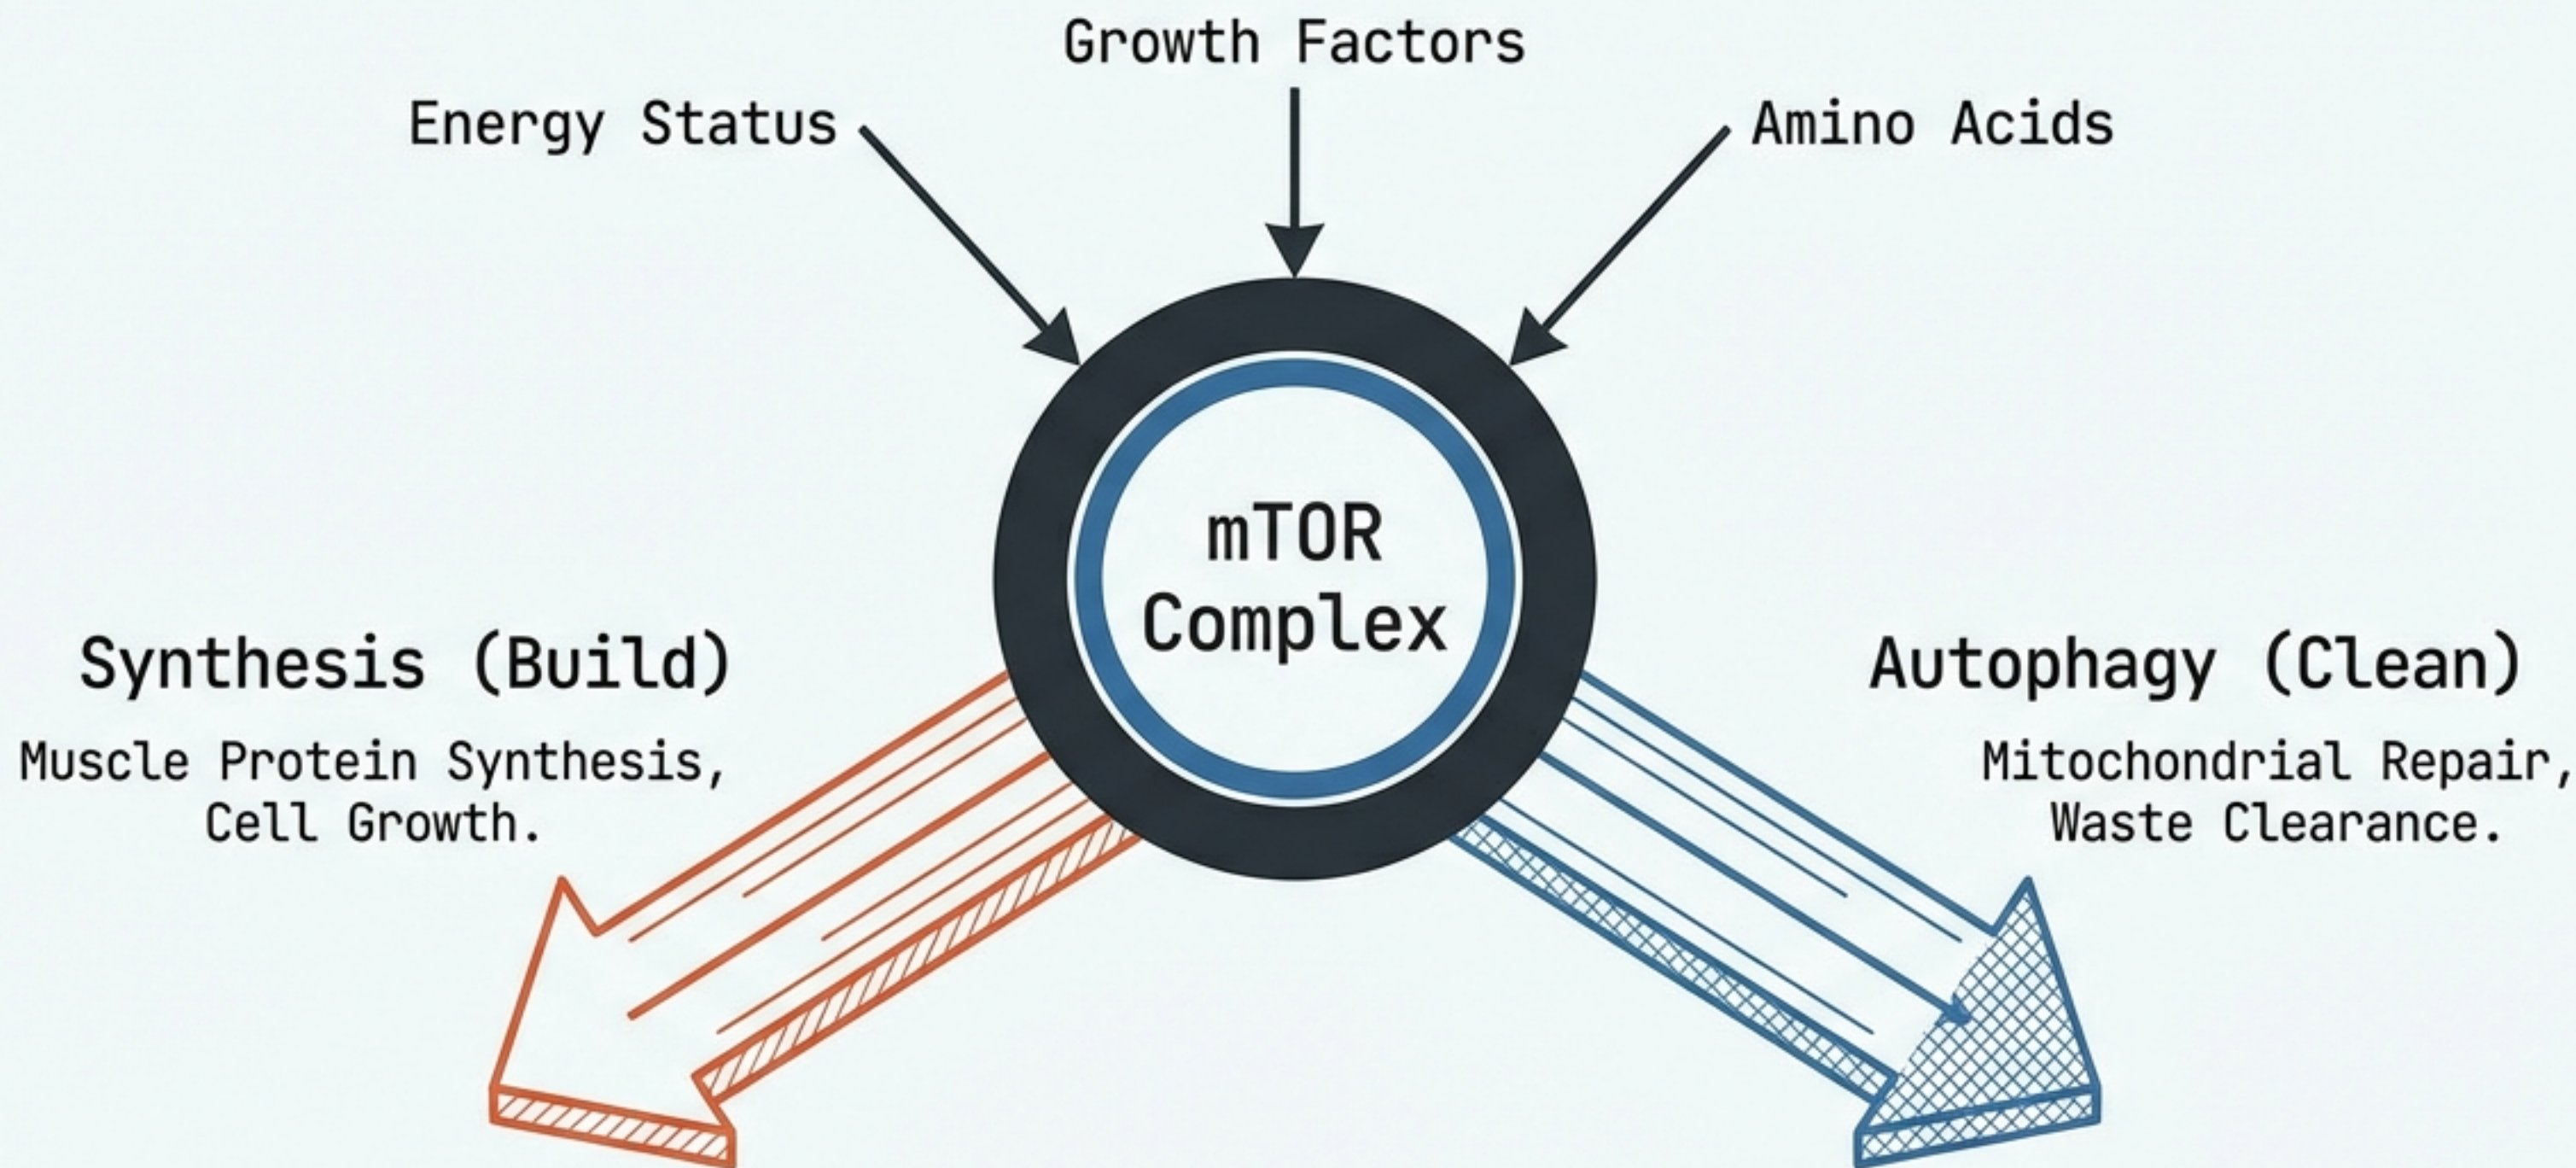 Growth Factors
Energy Status
Amino Acids
mTOR
Complex
Synthesis (Build)
Muscle Protein Synthesis,
Cell Growth.
Autophagy (Clean)
Mitochondrial Repair,
Waste Clearance.